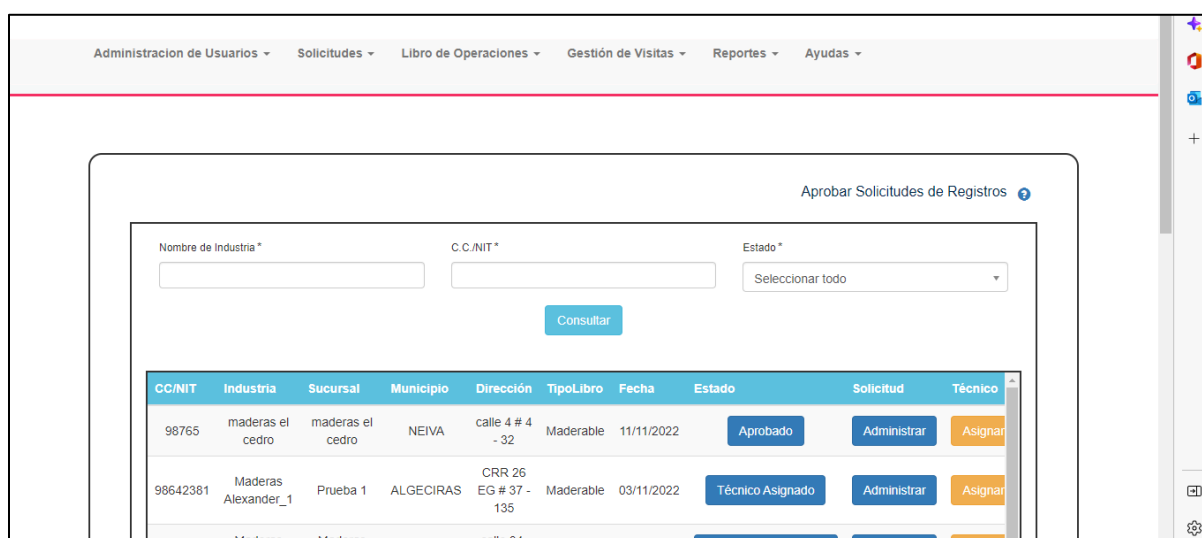 Administracion de Usuarios Solicitudes Libro de Operaciones Gestión de Visitas Reportes Ayudas
Aprobar Solicitudes de Registros
Nombre de Industria * C.C./NIT * Estado *
Seleccionar todo
Consultar
CC/NIT Industria Sucursal Municipio Dirección TipoLibro Fecha Estado Solicitud Técnico
98765 maderas el cedro maderas el cedro NEIVA calle 4 # 4 - 32 Maderable 11/11/2022 Aprobado Administrar Asignar
98642381 Maderas Alexander_1 Prueba 1 ALGECIRAS CRR 26 EG # 37 - 135 Maderable 03/11/2022 Técnico Asignado Administrar Asignar